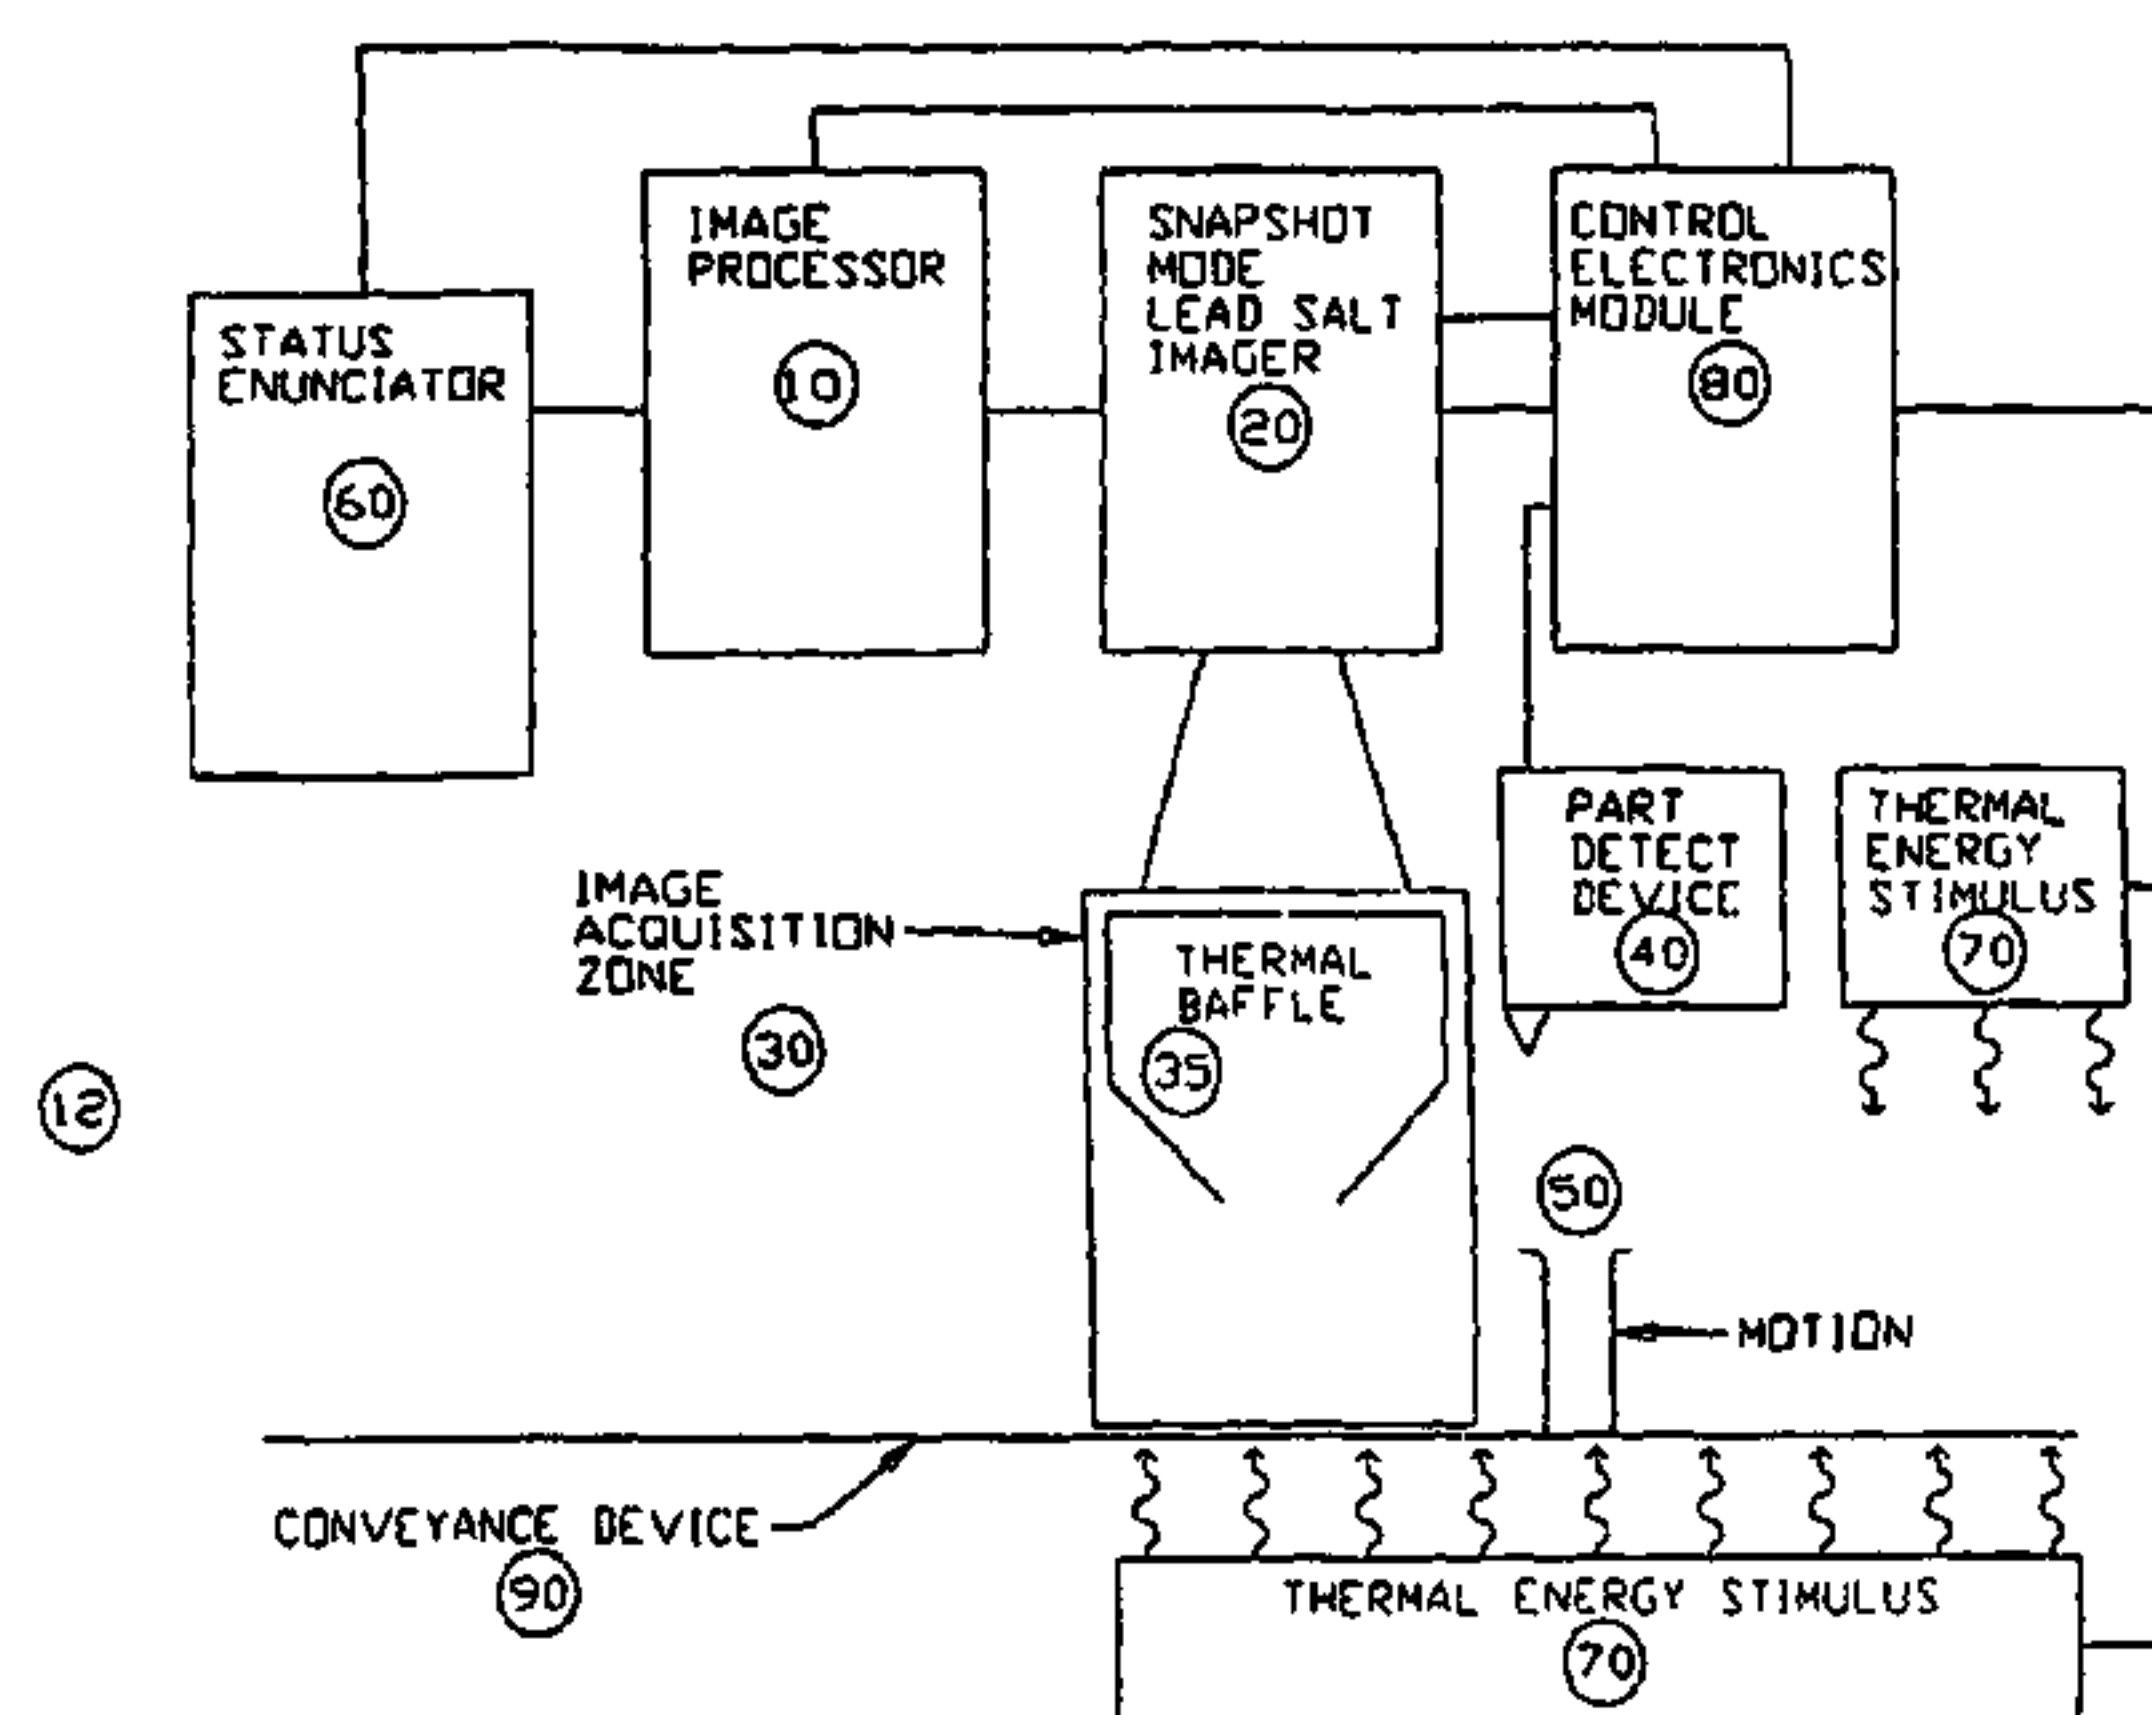 IMAGE
PROCESSOR
10
SNAPSHOT
MODE
LEAD SALT
IMAGER
20
CONTROL
ELECTRONICS
MODULE
80
STATUS
ENUNCIATOR
60
PART
DETECT
DEVICE
40
THERMAL
ENERGY
STIMULUS
70
IMAGE
ACQUISITION
ZONE
30
THERMAL
BAFFLE
35
12
50
MOTION
CONVEYANCE DEVICE
90
THERMAL ENERGY STIMULUS
70